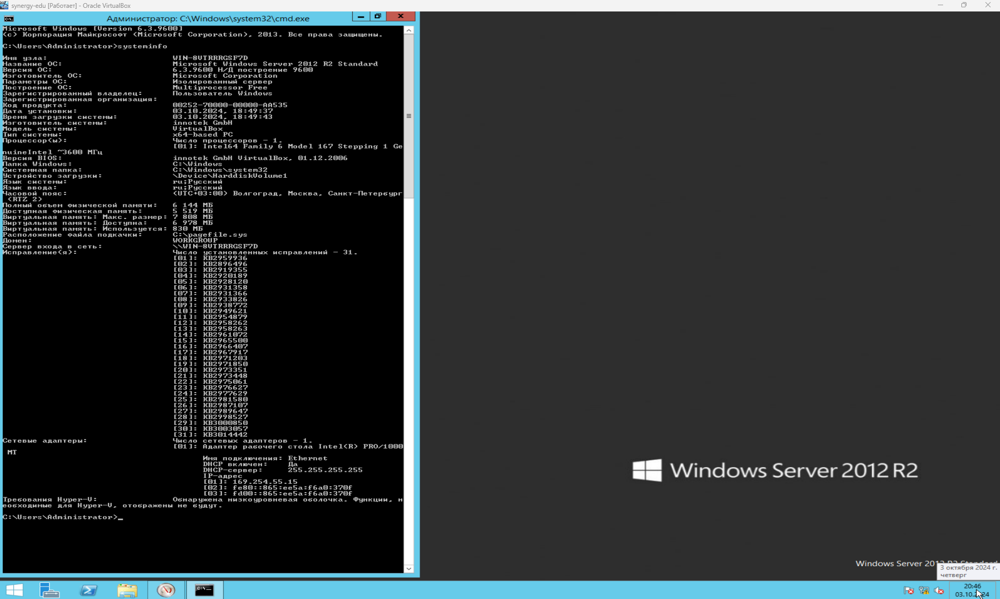 synergy-edu [Работает] - Oracle VirtualBox
Администратор: C:\Windows\system32\cmd.exe
Microsoft Windows [Version 6.3.9600]
(c) Корпорация Майкрософт (Microsoft Corporation), 2013. Все права защищены.
C:\Users\Administrator>systeminfo
Имя узла: WIN-8UTRRRGSF7D
Название ОС: Microsoft Windows Server 2012 R2 Standard
Версия ОС: 6.3.9600 Н/Д построение 9600
Изготовитель ОС: Microsoft Corporation
Параметры ОС: Изолированный сервер
Построение ОС: Multiprocessor Free
Зарегистрированный владелец: Пользователь Windows
Зарегистрированная организация:
Код продукта: 00252-70000-00000-AA535
Дата установки: 03.10.2024, 18:49:37
Время загрузки системы: 03.10.2024, 18:49:43
Изготовитель системы: innotek GmbH
Модель системы: VirtualBox
Тип системы: x64-based PC
Процессор(ы): Число процессоров - 1.
[01]: Intel64 Family 6 Model 167 Stepping 1 Ge
nuineIntel ~3600 МГц
Версия BIOS: innotek GmbH VirtualBox, 01.12.2006
Папка Windows: C:\Windows
Системная папка: C:\Windows\system32
Устройство загрузки: \Device\HarddiskVolume1
Язык системы: ru;Русский
Язык ввода: ru;Русский
Часовой пояс: (UTC+03:00) Волгоград, Москва, Санкт-Петербург
(RTZ 2)
Полный объем физической памяти: 6 144 МБ
Доступная физическая память: 5 519 МБ
Виртуальная память: Макс. размер: 7 808 МБ
Виртуальная память: Доступна: 6 978 МБ
Виртуальная память: Используется: 830 МБ
Расположение файла подкачки: C:\pagefile.sys
Домен: WORKGROUP
Сервер входа в сеть: \\WIN-8UTRRRGSF7D
Исправление(я): Число установленных исправлений - 31.
[01]: KB2959936
[02]: KB2896496
[03]: KB2919355
[04]: KB2920189
[05]: KB2928120
[06]: KB2931358
[07]: KB2931366
[08]: KB2933826
[09]: KB2938772
[10]: KB2949621
[11]: KB2954879
[12]: KB2958262
[13]: KB2958263
[14]: KB2961072
[15]: KB2965500
[16]: KB2966407
[17]: KB2967917
[18]: KB2971203
[19]: KB2971850
[20]: KB2973351
[21]: KB2973448
[22]: KB2975061
[23]: KB2976627
[24]: KB2977629
[25]: KB2981580
[26]: KB2987107
[27]: KB2989647
[28]: KB2998527
[29]: KB3000850
[30]: KB3003057
[31]: KB3014442
Сетевые адаптеры: Число сетевых адаптеров - 1.
[01]: Адаптер рабочего стола Intel(R) PRO/1000
MT
Имя подключения: Ethernet
DHCP включен: Да
DHCP-сервер: 255.255.255.255
IP-адрес
[01]: 169.254.55.15
[02]: fe80::865:ee5a:f6a0:370f
[03]: fd00::865:ee5a:f6a0:370f
Требования Hyper-V: Обнаружена низкоуровневая оболочка. Функции, н
еобходимые для Hyper-V, отображены не будут.
C:\Users\Administrator>_
Windows Server 2012 R2
Windows Server 201
3 октября 2024 г.
четверг
20:46
03.10.2024